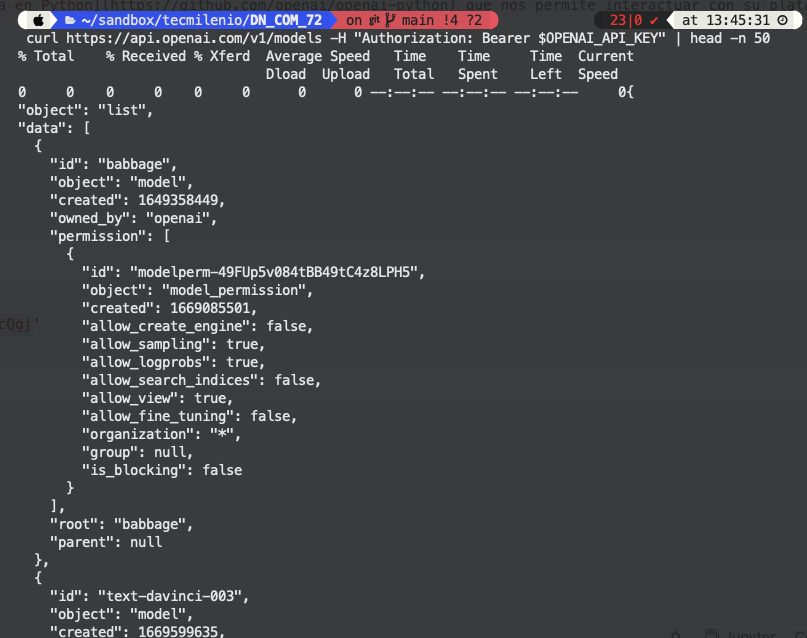 a en Python](https://github.com/openai/openai-python) que nos permite interactuar con su plat
~/sandbox/tecmilenio/DN_COM_72 on git main !4 ?2 23|0 ✔ at 13:45:31
curl https://api.openai.com/v1/models -H "Authorization: Bearer $OPENAI_API_KEY" | head -n 50
% Total % Received % Xferd Average Speed Time Time Time Current
Dload Upload Total Spent Left Speed
0 0 0 0 0 0 0 0 --:--:-- --:--:-- --:--:-- 0{
"object": "list",
"data": [
{
"id": "babbage",
"object": "model",
"created": 1649358449,
"owned_by": "openai",
"permission": [
{
"id": "modelperm-49FUp5v084tBB49tC4z8LPH5",
"object": "model_permission",
"created": 1669085501,
"allow_create_engine": false,
"allow_sampling": true,
cQgj'
"allow_logprobs": true,
"allow_search_indices": false,
"allow_view": true,
"allow_fine_tuning": false,
"organization": "*",
"group": null,
"is_blocking": false
}
],
"root": "babbage",
"parent": null
},
{
"id": "text-davinci-003",
"object": "model",
"created": 1669599635,
Jupyter